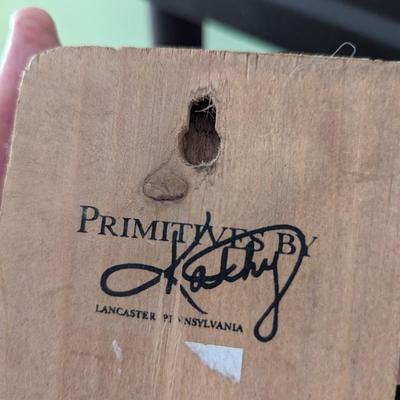 PRIMITIVES BY
Kathy
LANCASTER PENNSYLVANIA